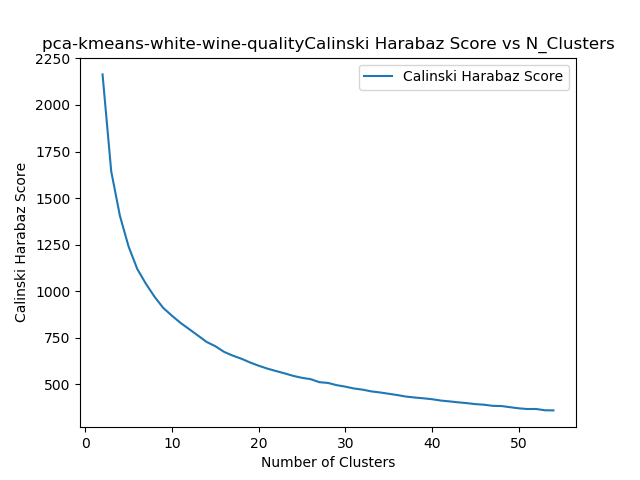 pca-kmeans-white-wine-qualityCalinski Harabaz Score vs N_Clusters
Calinski Harabaz Score
2250
2000
1750
1500
1250
1000
750
500
Calinski Harabaz Score
0 10 20 30 40 50
Number of Clusters